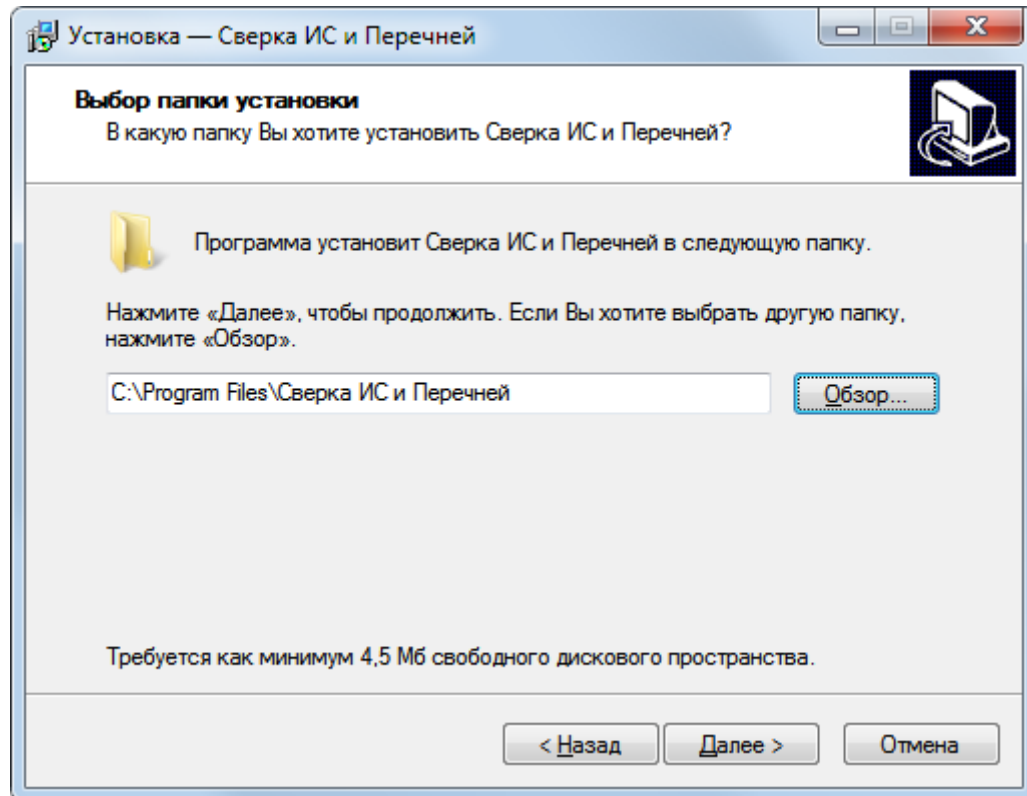 Установка — Сверка ИС и Перечней
Выбор папки установки
В какую папку Вы хотите установить Сверка ИС и Перечней?
Программа установит Сверка ИС и Перечней в следующую папку.
Нажмите «Далее», чтобы продолжить. Если Вы хотите выбрать другую папку,
нажмите «Обзор».
C:\Program Files\Сверка ИС и Перечней
Обзор...
Требуется как минимум 4,5 Мб свободного дискового пространства.
< Назад
Далее >
Отмена